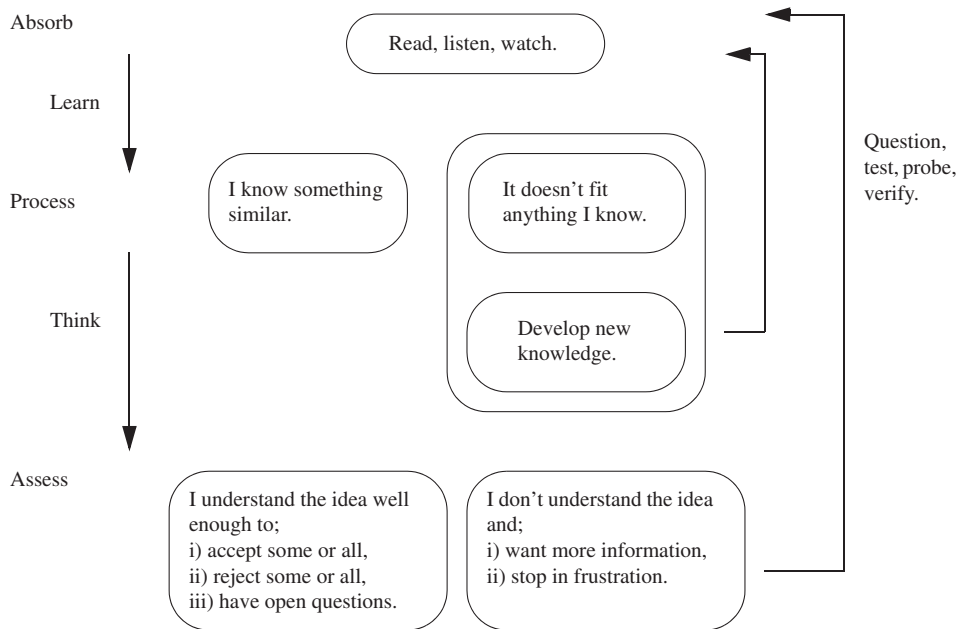 Absorb
Read, listen, watch.
Learn
Question,
test, probe,
verify.
Process
I know something
similar.
It doesn't fit
anything I know.
Think
Develop new
knowledge.
Assess
I understand the idea well
enough to;
i) accept some or all,
ii) reject some or all,
iii) have open questions.
I don't understand the idea
and;
i) want more information,
ii) stop in frustration.